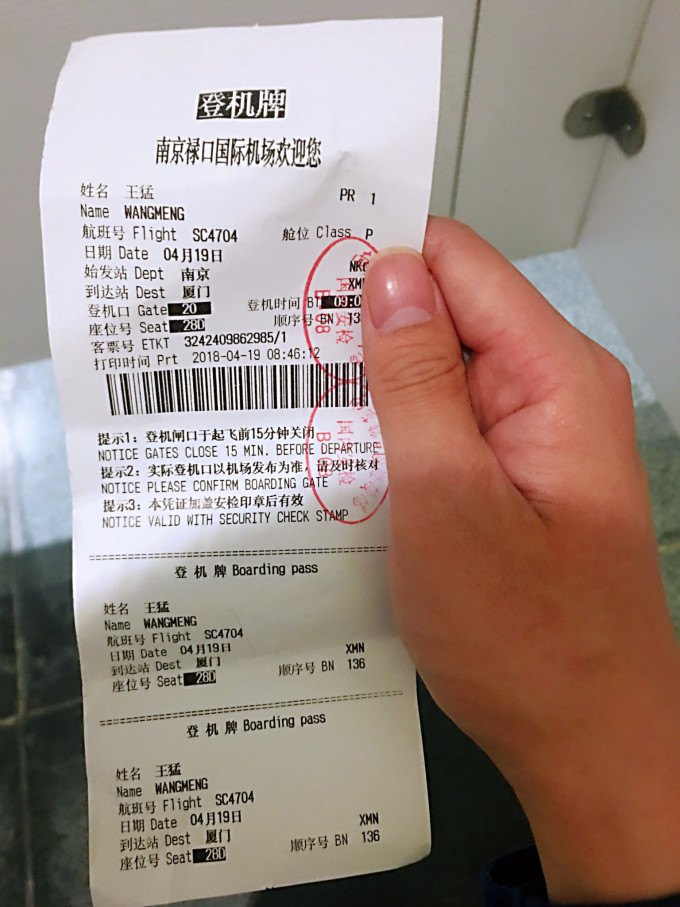 登机牌
南京禄口国际机场欢迎您
姓名 王猛 PR 1
Name WANGMENG
航班号 Flight SC4704 舱位 Class P
日期 Date 04月19日
始发站 Dept 南京
到达站 Dest 厦门
登机口 Gate 20 登机时间 BT 09:0
座位号 Seat 28D 顺序号 BN 13
客票号 ETKT 3242409862985/1
打印时间 Prt 2018-04-19 08:46:12
提示1: 登机闸口于起飞前15分钟关闭
NOTICE GATES CLOSE 15 MIN. BEFORE DEPARTURE
提示2: 实际登机口以机场发布为准, 请及时核对
NOTICE PLEASE CONFIRM BOARDING GATE
提示3: 本凭证加盖安检印章后有效
NOTICE VALID WITH SECURITY CHECK STAMP
登机牌 Boarding pass
姓名 王猛
Name WANGMENG
航班号 Flight SC4704
日期 Date 04月19日 XMN
到达站 Dest 厦门
座位号 Seat 28D 顺序号 BN 136
登机牌 Boarding pass
姓名 王猛
Name WANGMENG
航班号 Flight SC4704
日期 Date 04月19日 XMN
到达站 Dest 厦门
座位号 Seat 28D 顺序号 BN 136